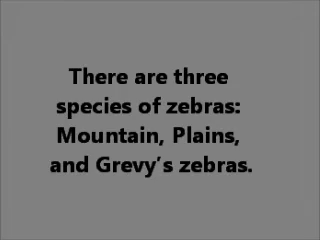 There are three
species of zebras:
Mountain, Plains,
and Grevy's zebras.